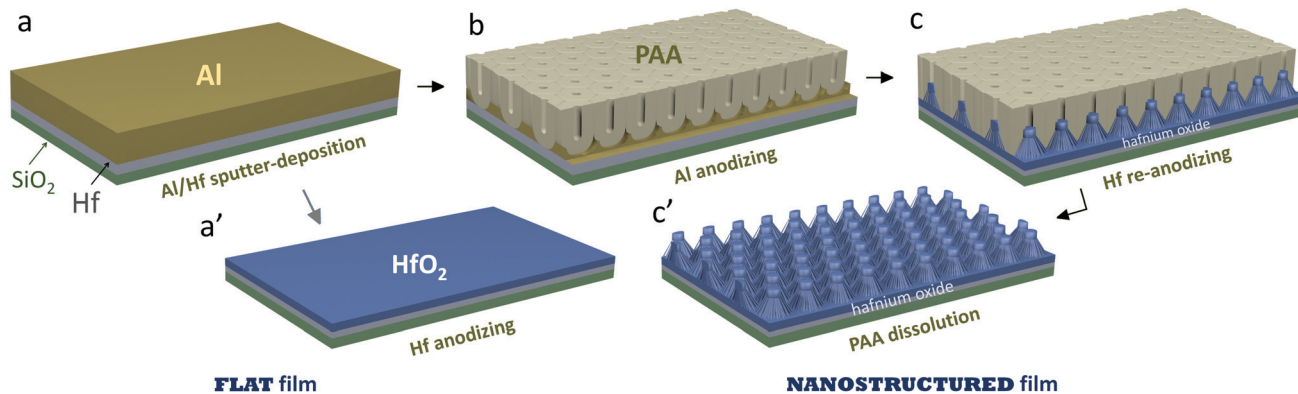 a
Al
SiO₂
Hf
Al/Hf sputter-deposition
b
PAA
Al anodizing
c
hafnium oxide
Hf re-anodizing
a’
HfO₂
Hf anodizing
c’
hafnium oxide
PAA dissolution
FLAT film
NANOSTRUCTURED film